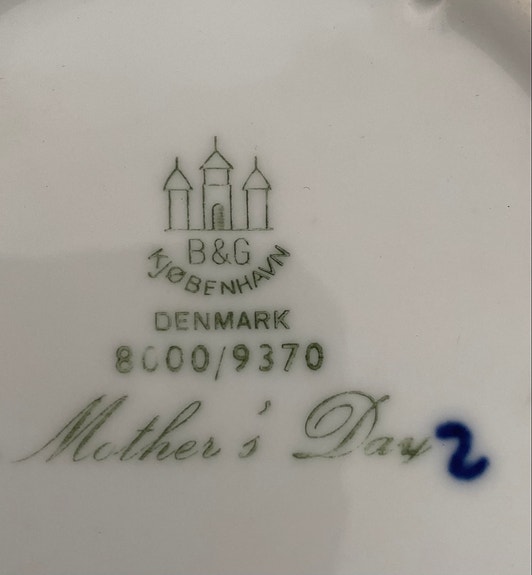 B&G
KJØBENHAVN
DENMARK
8000/9370
Mother's Day 2